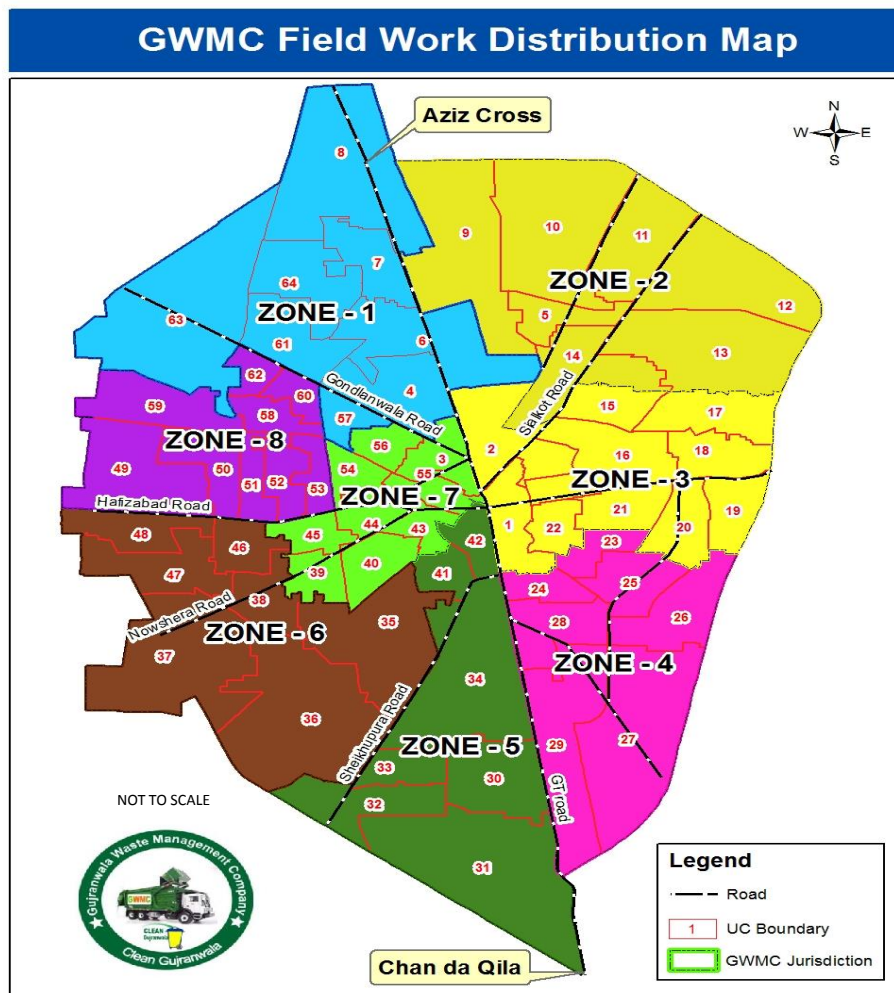 GWMC Field Work Distribution Map
Aziz Cross
N
W E
S
8
9
10
11
7
64
ZONE - 1
ZONE - 2
12
63
5
6
61
14
13
62
Gondlanwala Road
4
59
60
57
58
Sialkot Road
15
17
56
2
ZONE - 8
3
16
18
49
50
54
55
51
52
53
ZONE - 7
ZONE - 3
Hafizabad Road
21
19
48
45
44
43
1
22
20
46
42
23
47
39
40
41
24
25
38
Nowshera Road
35
26
ZONE - 6
28
37
ZONE - 4
34
36
Sheikhupura Road
ZONE - 5
29
27
33
30
GT road
32
31
NOT TO SCALE
Gujranwala Waste Management Company
GWMC
CLEAN
Gujranwala
Clean Gujranwala
Legend
Road
1 UC Boundary
GWMC Jurisdiction
Chan da Qila